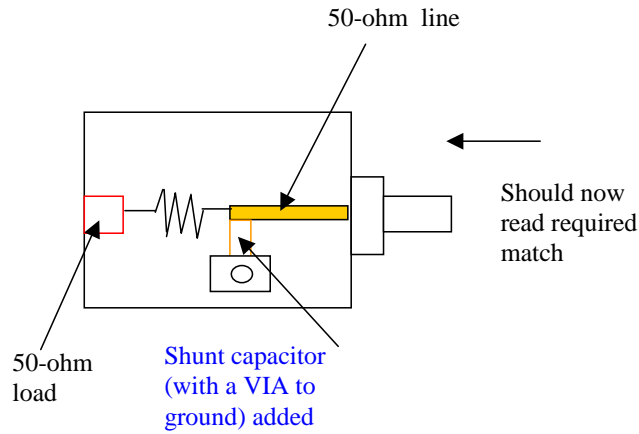 50-ohm line
Should now
read required
match
50-ohm
load
Shunt capacitor
(with a VIA to
ground) added